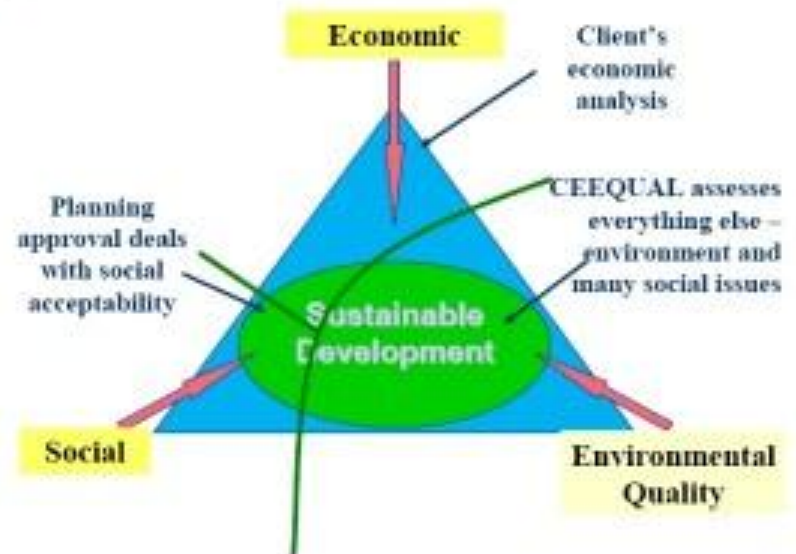 Economic
Client's
economic
analysis
CEEQUAL assesses
everything else –
environment and
many social issues
Planning
approval deals
with social
acceptability
Sustainable
Development
Social
Environmental
Quality